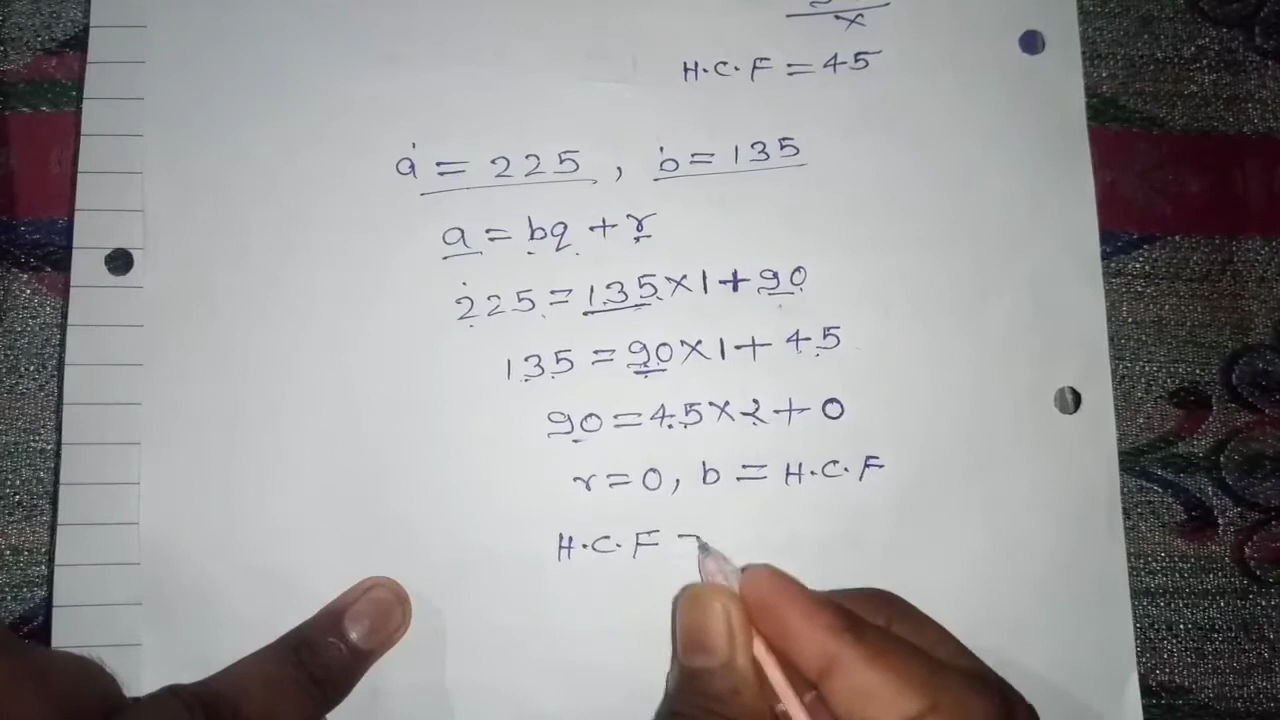 x
H.C.F = 45
a = 225, b = 135
a = bq + r
225 = 135 × 1 + 90
135 = 90 × 1 + 45
90 = 45 × 2 + 0
r = 0, b = H.C.F
H.C.F